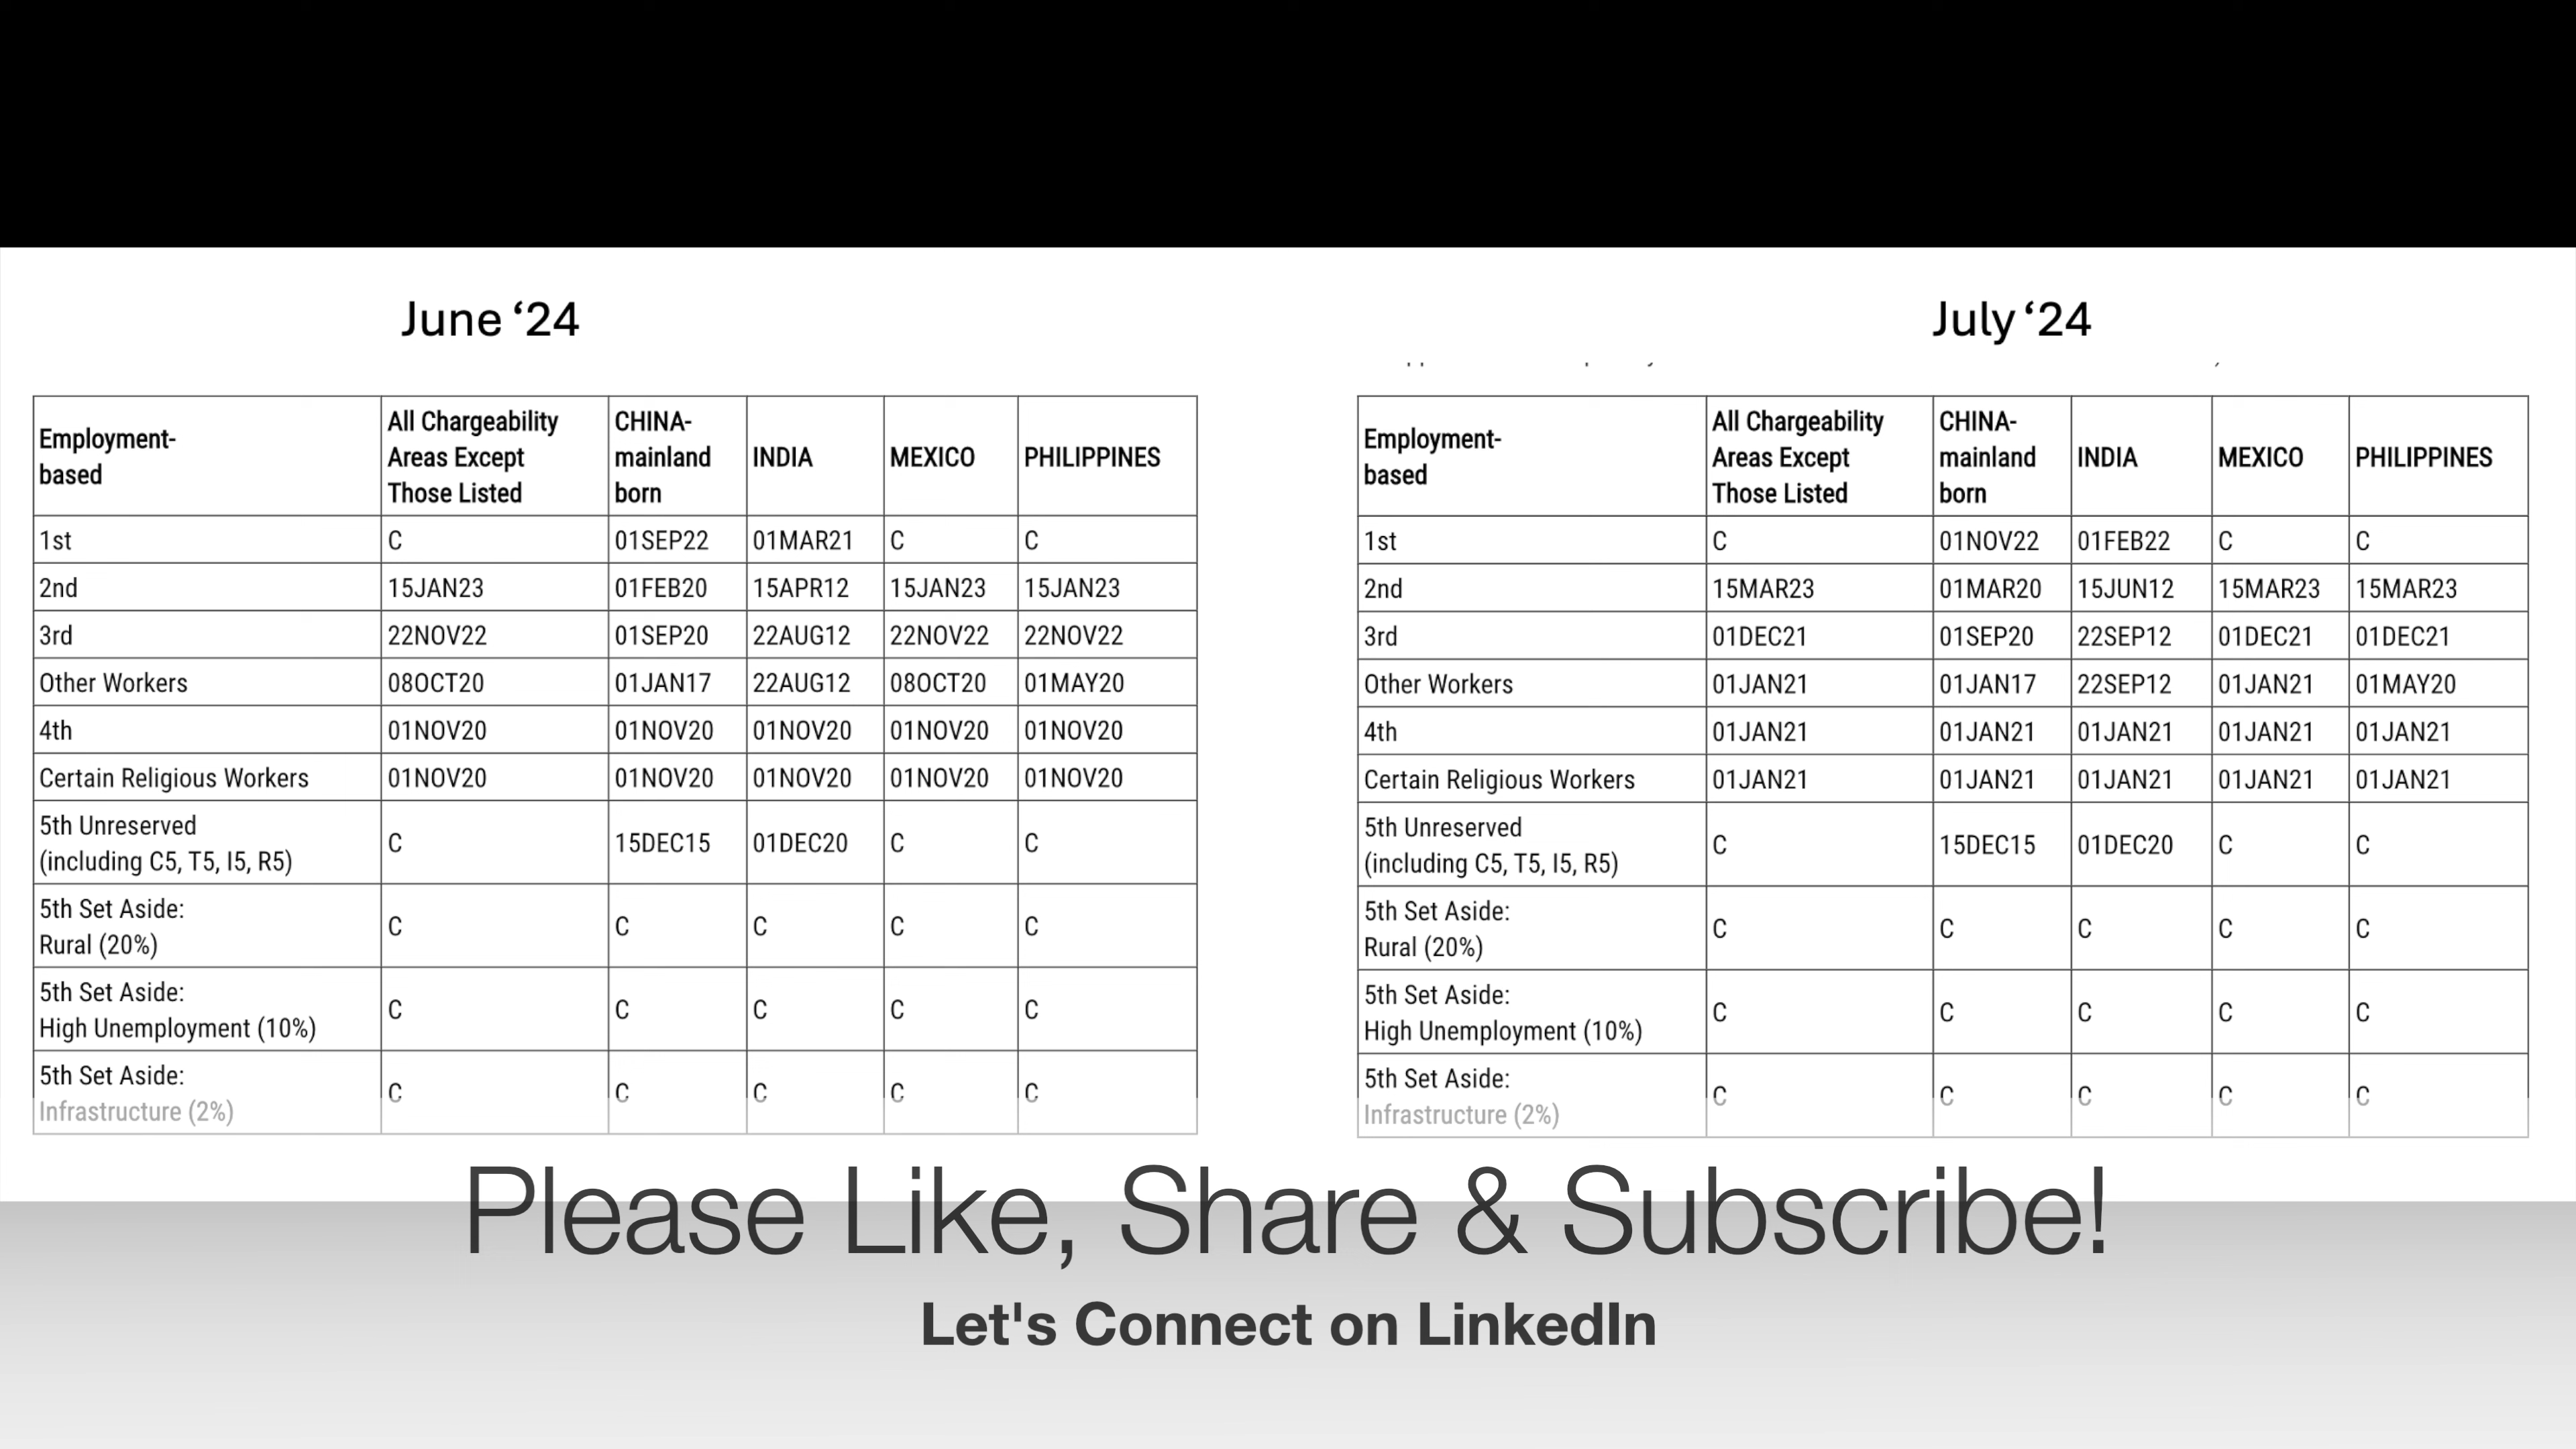 June ‘24
Employment-
based
All Chargeability
Areas Except
Those Listed
CHINA-
mainland
born
INDIA
MEXICO
PHILIPPINES
1st C 01SEP22 01MAR21 C C
2nd 15JAN23 01FEB20 15APR12 15JAN23 15JAN23
3rd 22NOV22 01SEP20 22AUG12 22NOV22 22NOV22
Other Workers 08OCT20 01JAN17 22AUG12 08OCT20 01MAY20
4th 01NOV20 01NOV20 01NOV20 01NOV20 01NOV20
Certain Religious Workers 01NOV20 01NOV20 01NOV20 01NOV20 01NOV20
5th Unreserved
(including C5, T5, I5, R5)
C 15DEC15 01DEC20 C C
5th Set Aside:
Rural (20%)
C C C C C
5th Set Aside:
High Unemployment (10%)
C C C C C
5th Set Aside:
Infrastructure (2%)
C C C C C
July ‘24
Employment-
based
All Chargeability
Areas Except
Those Listed
CHINA-
mainland
born
INDIA
MEXICO
PHILIPPINES
1st C 01NOV22 01FEB22 C C
2nd 15MAR23 01MAR20 15JUN12 15MAR23 15MAR23
3rd 01DEC21 01SEP20 22SEP12 01DEC21 01DEC21
Other Workers 01JAN21 01JAN17 22SEP12 01JAN21 01MAY20
4th 01JAN21 01JAN21 01JAN21 01JAN21 01JAN21
Certain Religious Workers 01JAN21 01JAN21 01JAN21 01JAN21 01JAN21
5th Unreserved
(including C5, T5, I5, R5)
C 15DEC15 01DEC20 C C
5th Set Aside:
Rural (20%)
C C C C C
5th Set Aside:
High Unemployment (10%)
C C C C C
5th Set Aside:
Infrastructure (2%)
C C C C C
Please Like, Share & Subscribe!
Let's Connect on LinkedIn